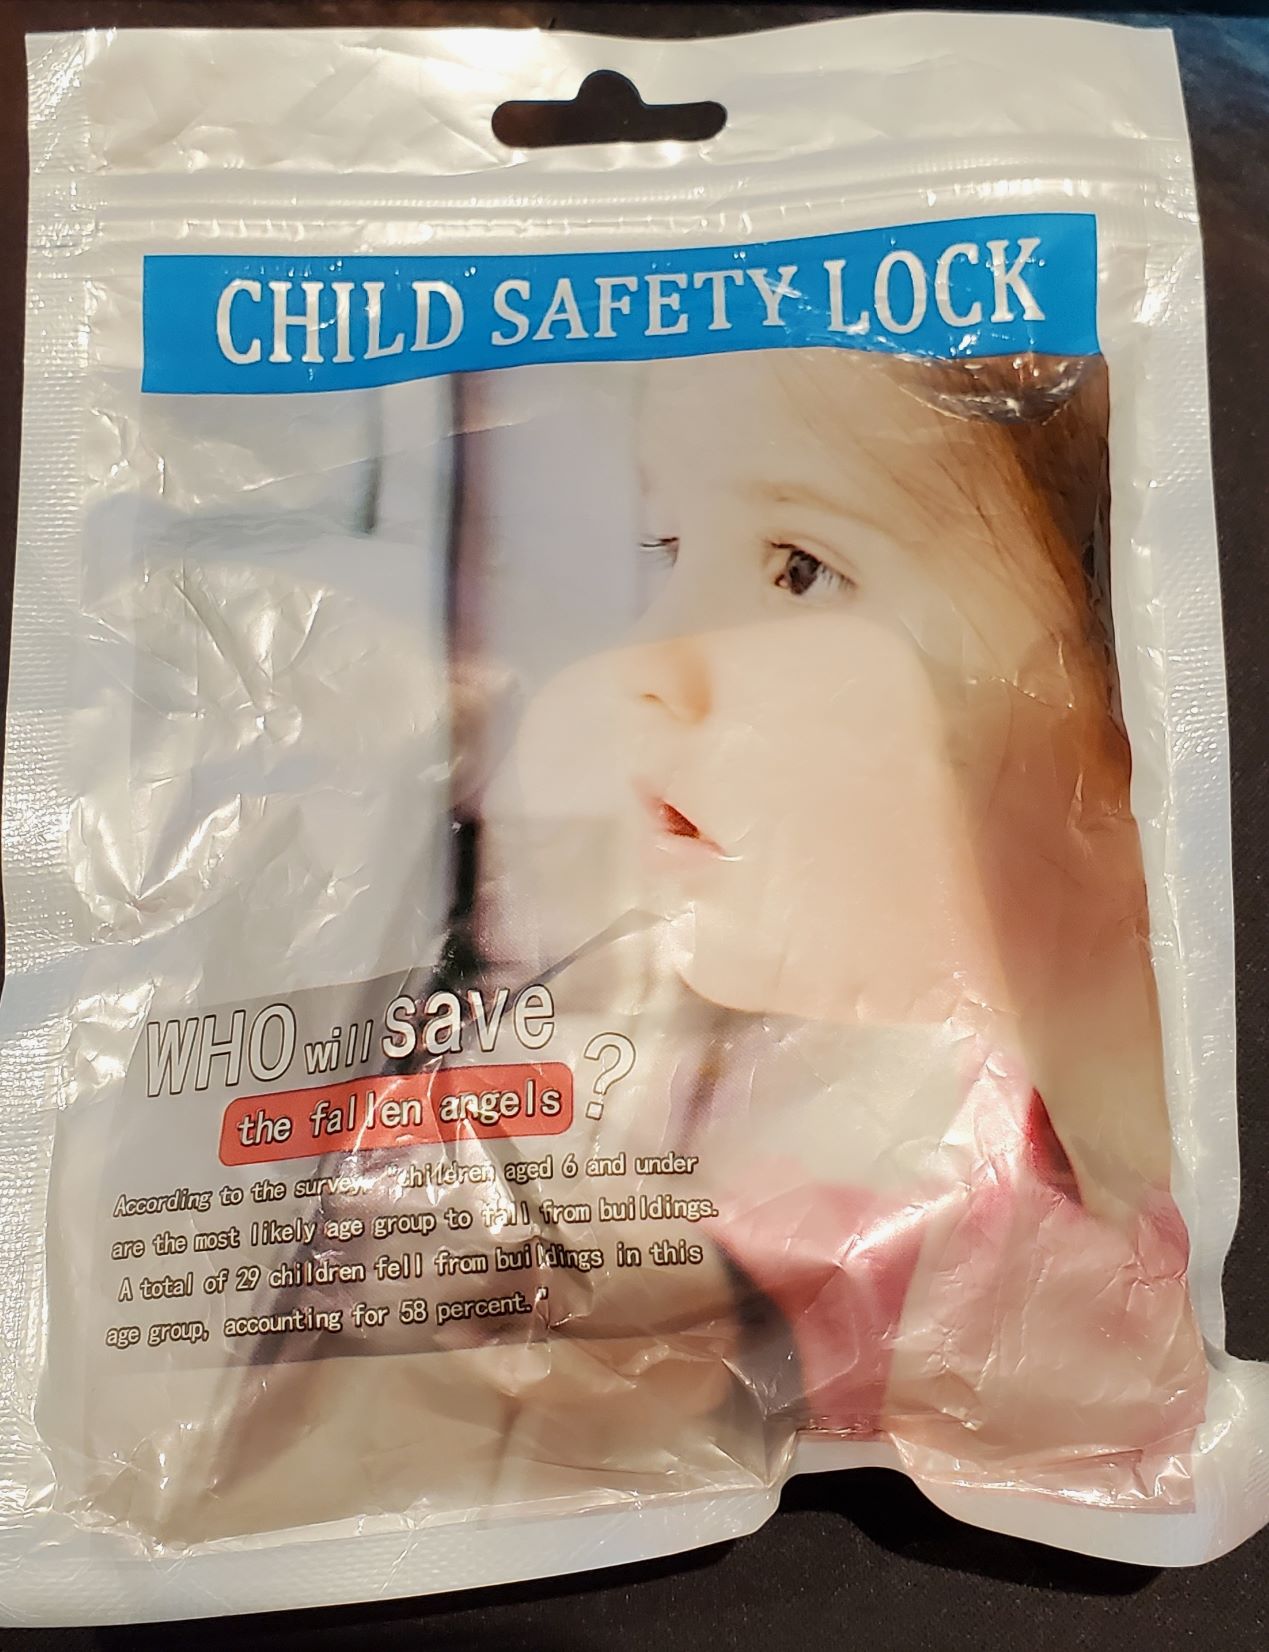 CHILD SAFETY LOCK
WHO will save
the fallen angels ?
According to the survey, "children aged 6 and under
are the most likely age group to fall from buildings.
A total of 29 children fell from buildings in this
age group, accounting for 58 percent."